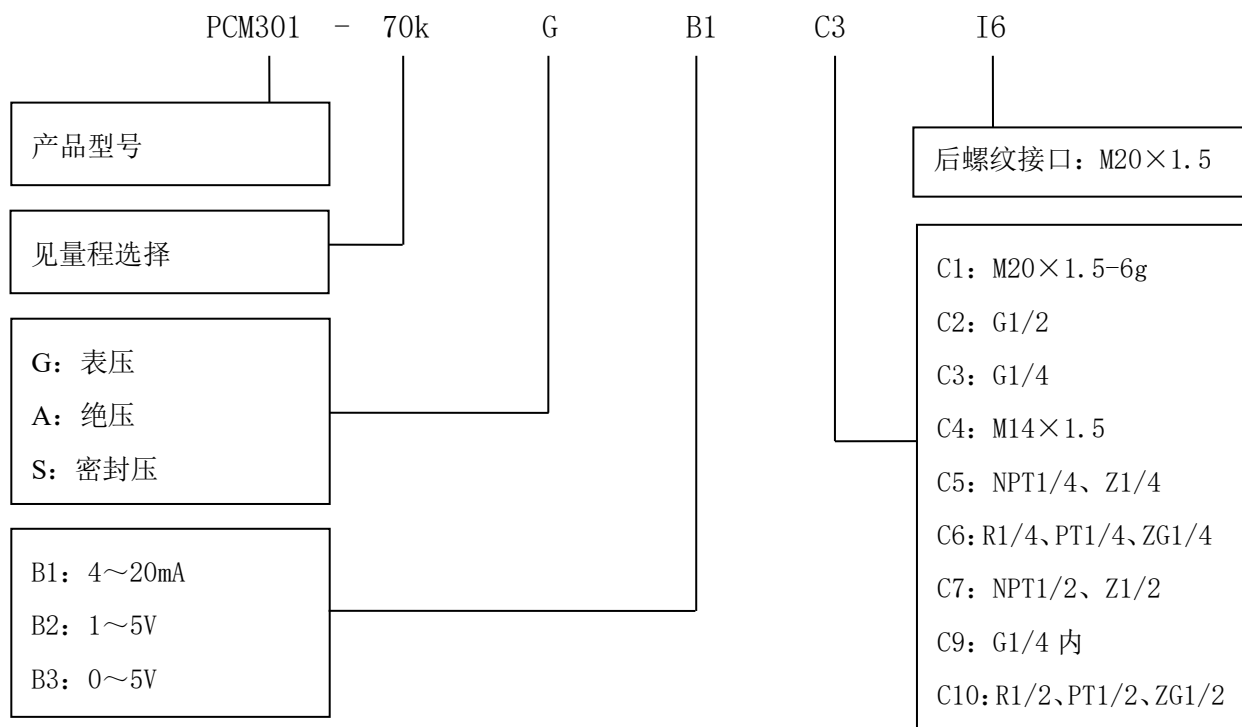 PCM301 - 70k G B1 C3 I6
产品型号
后螺纹接口：M20×1.5
见量程选择
G：表压
A：绝压
S：密封压
B1：4～20mA
B2：1～5V
B3：0～5V
C1：M20×1.5-6g
C2：G1/2
C3：G1/4
C4：M14×1.5
C5：NPT1/4、Z1/4
C6：R1/4、PT1/4、ZG1/4
C7：NPT1/2、Z1/2
C9：G1/4 内
C10：R1/2、PT1/2、ZG1/2